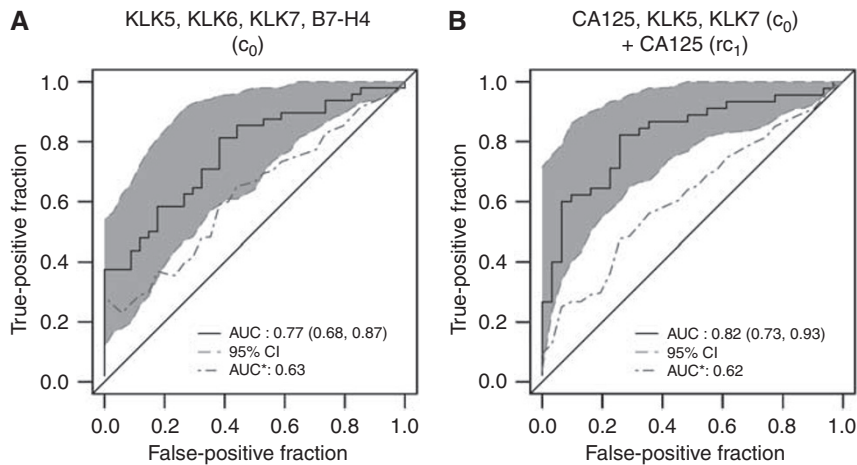 A
KLK5, KLK6, KLK7, B7-H4
(c0)
True-positive fraction
1.0
0.8
0.6
0.4
0.2
0.0
AUC : 0.77 (0.68, 0.87)
95% CI
AUC*: 0.63
0.0 0.2 0.4 0.6 0.8 1.0
False-positive fraction
B
CA125, KLK5, KLK7 (c0)
+ CA125 (rc1)
True-positive fraction
1.0
0.8
0.6
0.4
0.2
0.0
AUC : 0.82 (0.73, 0.93)
95% CI
AUC*: 0.62
0.0 0.2 0.4 0.6 0.8 1.0
False-positive fraction